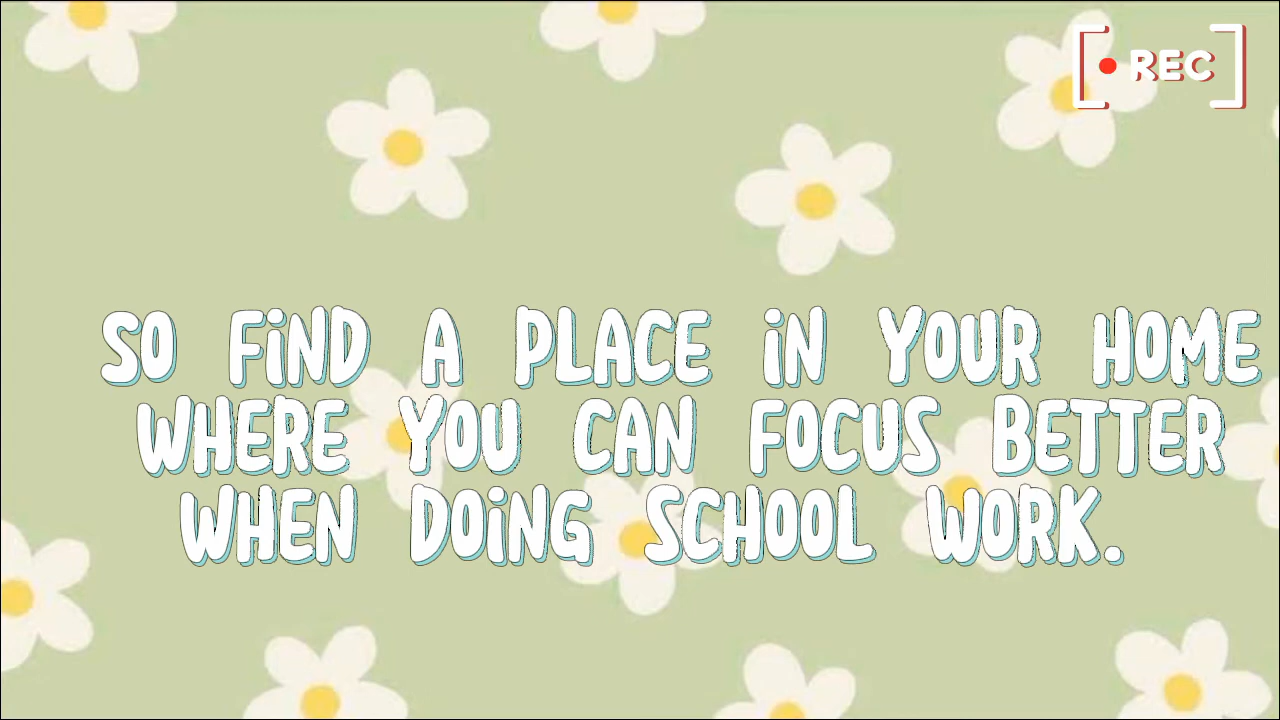 REC
SO FiND A PLACE iN YOUR HOME
WHERE YOU CAN FOCUS BETTER
WHEN DOiNG SCHOOL WORK.